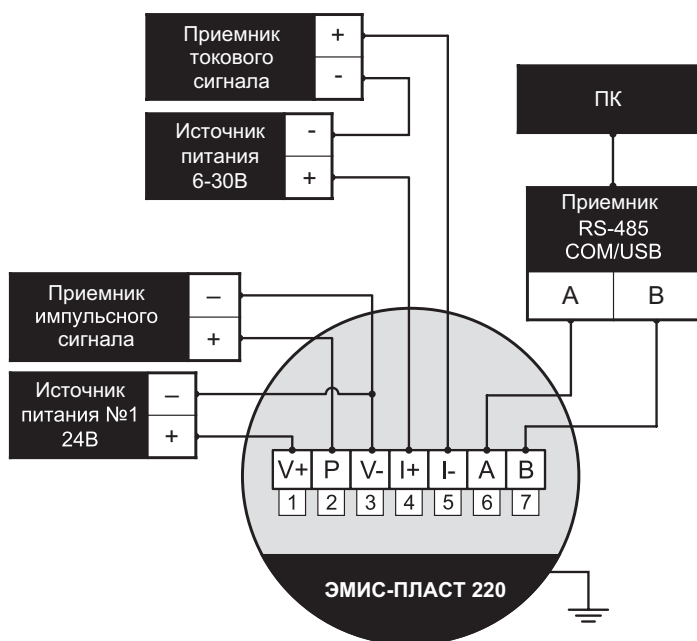 Приемник
токового
сигнала
+
-
Источник
питания
6-30В
-
+
ПК
Приемник
RS-485
COM/USB
A
B
Приемник
импульсного
сигнала
–
+
Источник
питания №1
24В
–
+
V+ P V- I+ I- A B
1 2 3 4 5 6 7
ЭМИС-ПЛАСТ 220